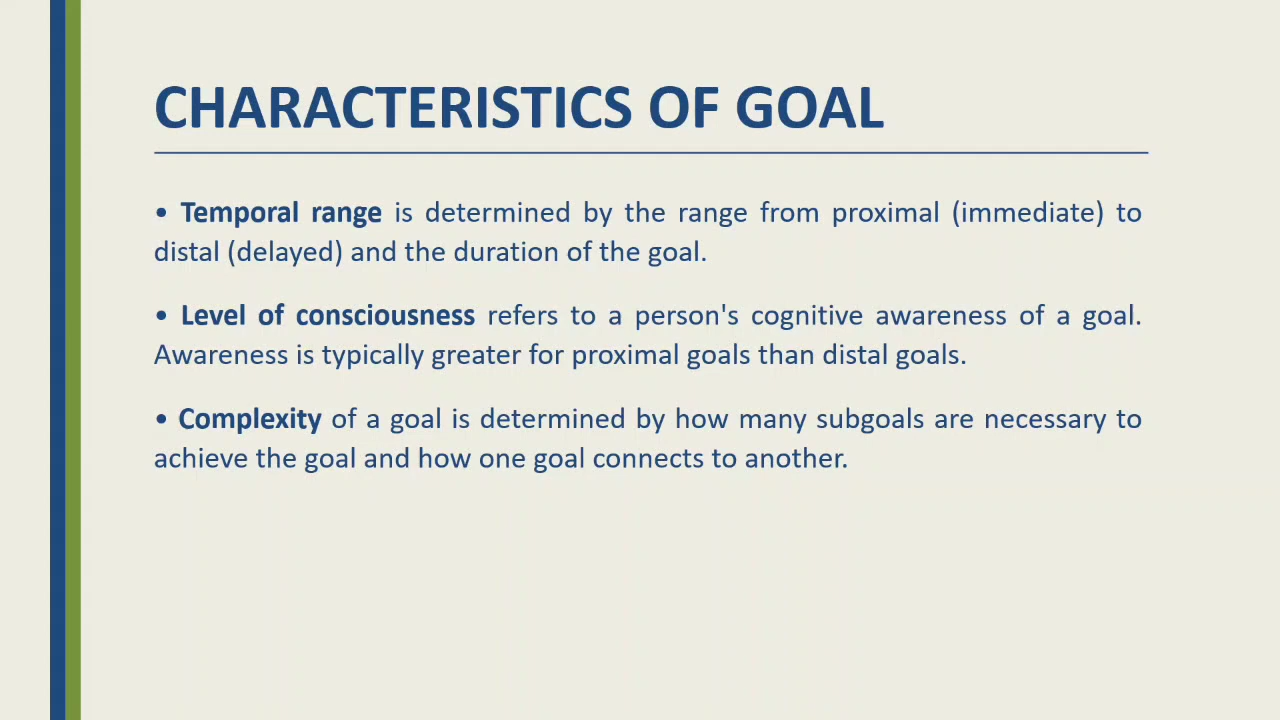 CHARACTERISTICS OF GOAL
• Temporal range is determined by the range from proximal (immediate) to
distal (delayed) and the duration of the goal.
• Level of consciousness refers to a person's cognitive awareness of a goal.
Awareness is typically greater for proximal goals than distal goals.
• Complexity of a goal is determined by how many subgoals are necessary to
achieve the goal and how one goal connects to another.